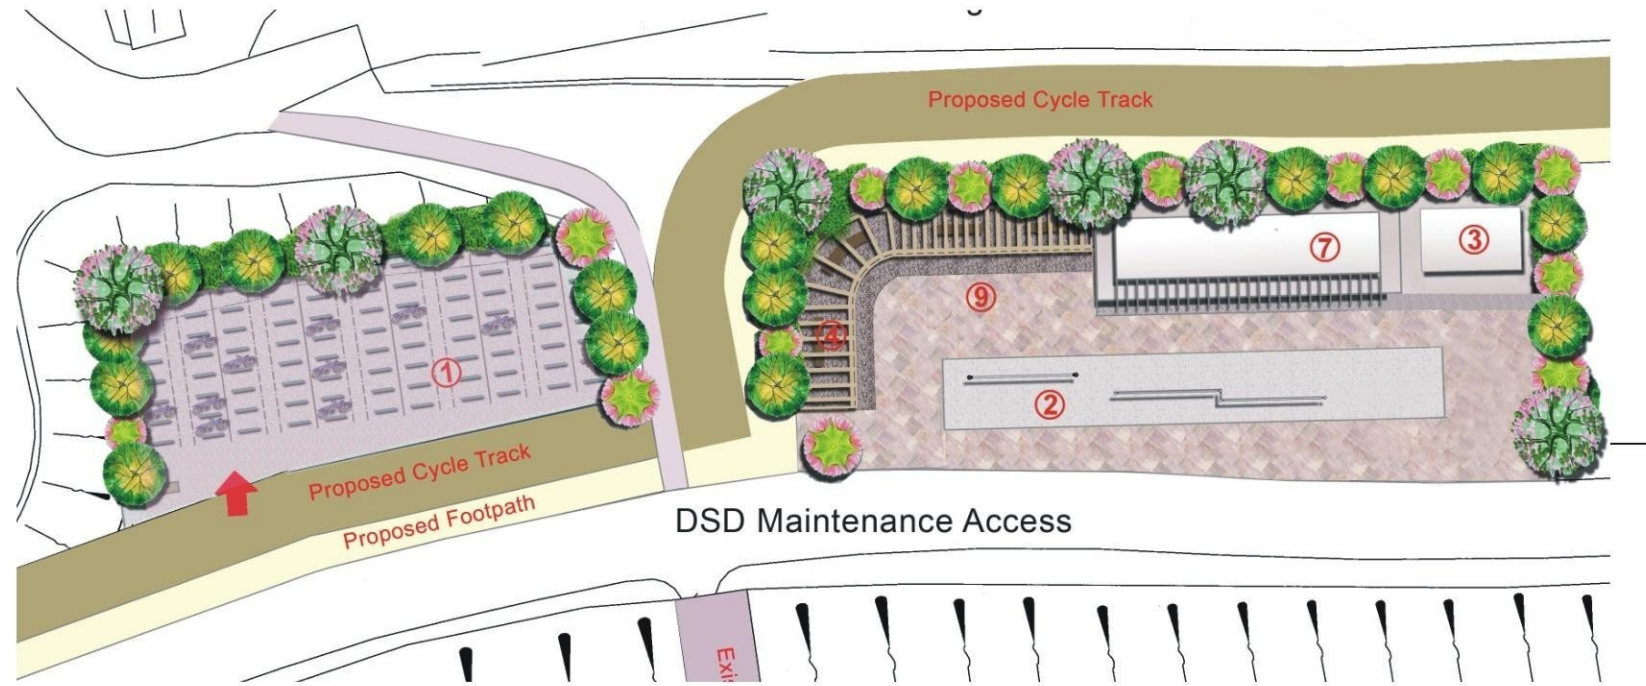 Proposed Cycle Track
⑦
③
⑨
④
①
②
Proposed Cycle Track
Proposed Footpath
DSD Maintenance Access